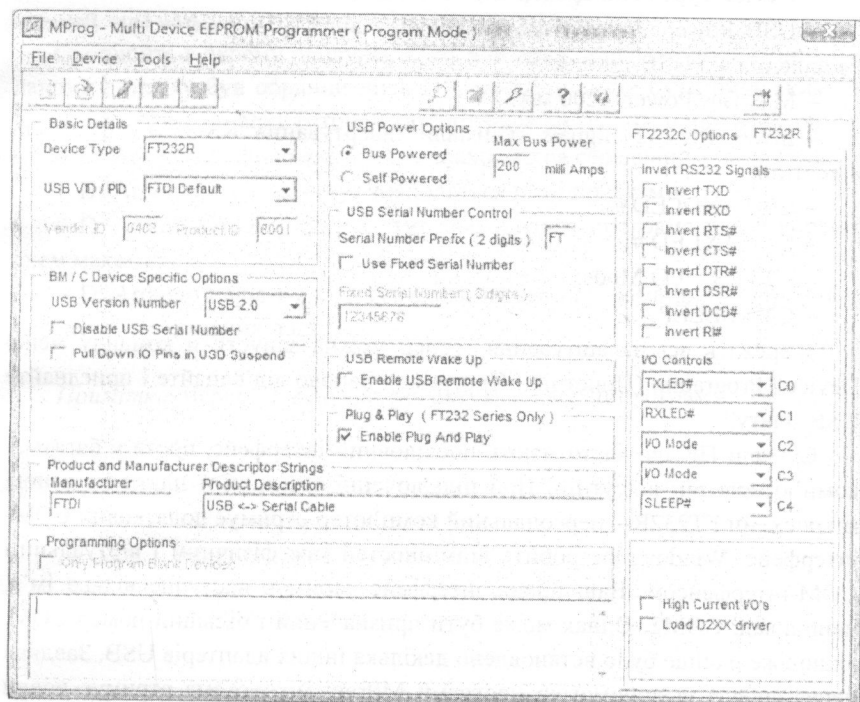 MProg - Multi Device EEPROM Programmer ( Program Mode )
File Device Tools Help
Basic Details
Device Type FT232R
USB VID / PID FTDI Default
Vendor ID 0403 Product ID 6001
BM / C Device Specific Options
USB Version Number USB 2.0
Disable USB Serial Number
Pull Down IO Pins in USB Suspend
USB Power Options
Bus Powered
Self Powered
Max Bus Power
200 milli Amps
USB Serial Number Control
Serial Number Prefix ( 2 digits ) FT
Use Fixed Serial Number
Fixed Serial Number ( 8 digits )
12345678
USB Remote Wake Up
Enable USB Remote Wake Up
Plug & Play ( FT232 Series Only )
Enable Plug And Play
Product and Manufacturer Descriptor Strings
Manufacturer Product Description
FTDI USB <-> Serial Cable
Programming Options
Only Program Blank Devices
FT2232C Options FT232R
Invert RS232 Signals
Invert TXD
Invert RXD
Invert RTS#
Invert CTS#
Invert DTR#
Invert DSR#
Invert DCD#
Invert RI#
I/O Controls
TXLED# C0
RXLED# C1
I/O Mode C2
I/O Mode C3
SLEEP# C4
High Current I/O's
Load D2XX driver